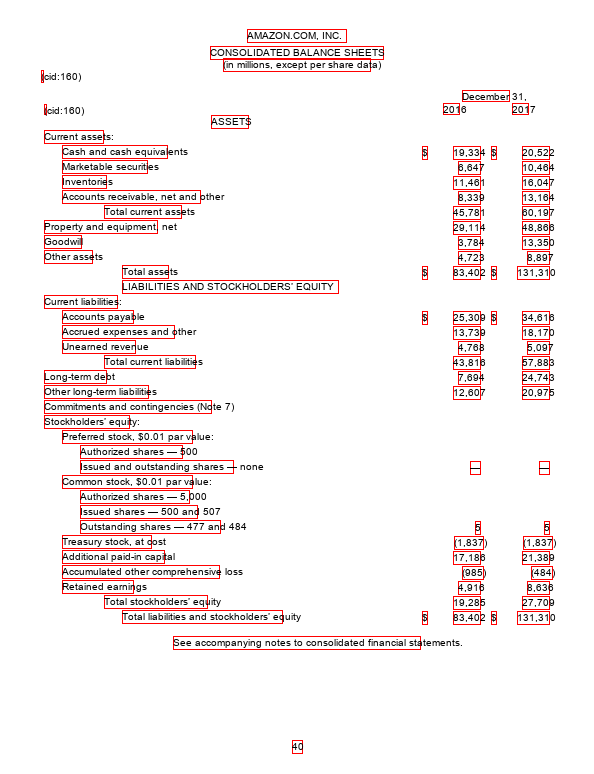 AMAZON.COM, INC.
CONSOLIDATED BALANCE SHEETS
(in millions, except per share data)
(cid:160)
December 31,
(cid:160) 2016 2017
ASSETS
Current assets:
Cash and cash equivalents $ 19,334 $ 20,522
Marketable securities 6,647 10,464
Inventories 11,461 16,047
Accounts receivable, net and other 8,339 13,164
Total current assets 45,781 60,197
Property and equipment, net 29,114 48,866
Goodwill 3,784 13,350
Other assets 4,723 8,897
Total assets $ 83,402 $ 131,310
LIABILITIES AND STOCKHOLDERS' EQUITY
Current liabilities:
Accounts payable $ 25,309 $ 34,616
Accrued expenses and other 13,739 18,170
Unearned revenue 4,768 5,097
Total current liabilities 43,816 57,883
Long-term debt 7,694 24,743
Other long-term liabilities 12,607 20,975
Commitments and contingencies (Note 7)
Stockholders' equity:
Preferred stock, $0.01 par value:
Authorized shares — 500
Issued and outstanding shares — none — —
Common stock, $0.01 par value:
Authorized shares — 5,000
Issued shares — 500 and 507
Outstanding shares — 477 and 484 5 5
Treasury stock, at cost (1,837) (1,837)
Additional paid-in capital 17,186 21,389
Accumulated other comprehensive loss (985) (484)
Retained earnings 4,916 8,636
Total stockholders' equity 19,285 27,709
Total liabilities and stockholders' equity $ 83,402 $ 131,310
See accompanying notes to consolidated financial statements.
40